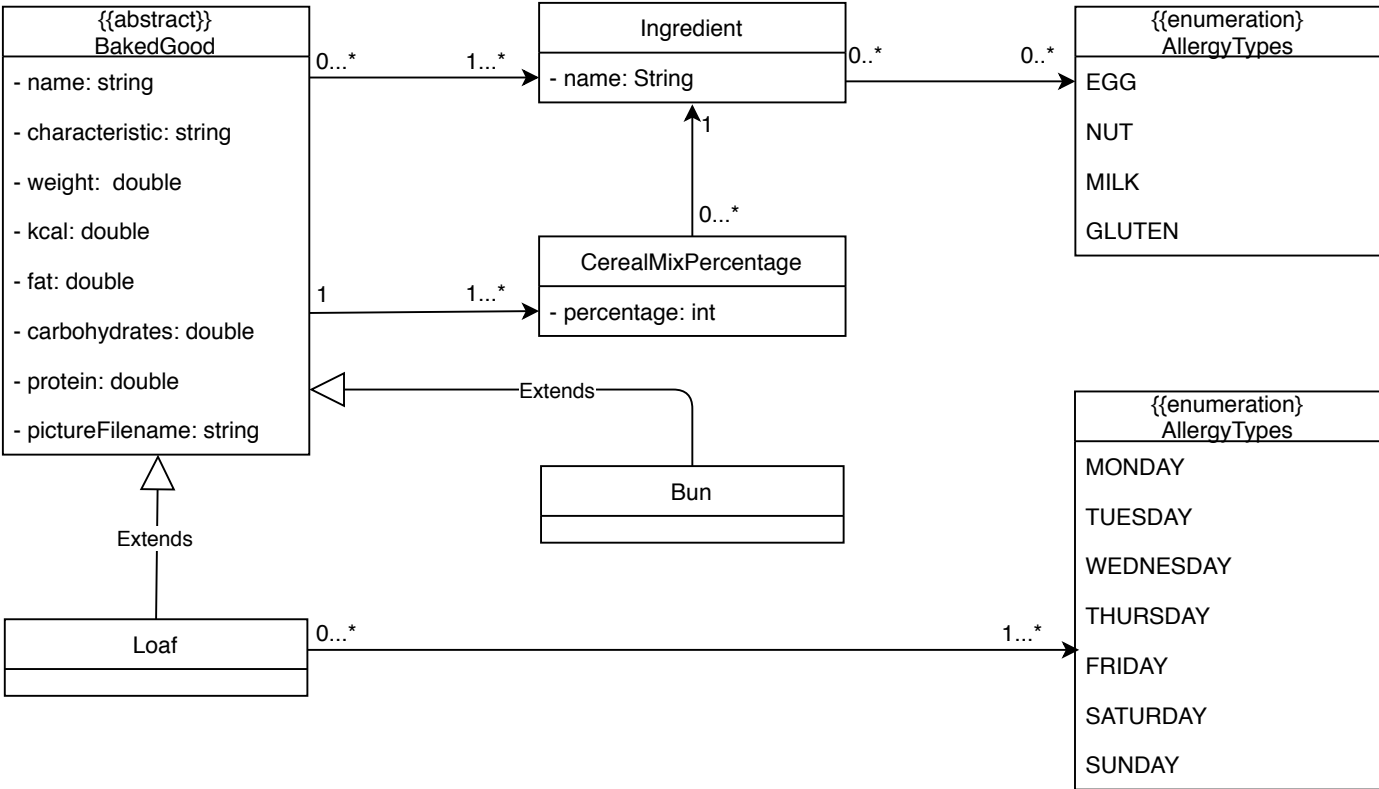 {{abstract}}
BakedGood
- name: string
- characteristic: string
- weight:  double
- kcal: double
- fat: double
- carbohydrates: double
- protein: double
- pictureFilename: string
0...*
1...*
Ingredient
- name: String
0..*
0..*
{{enumeration}
AllergyTypes
EGG
NUT
MILK
GLUTEN
1
0...*
CerealMixPercentage
- percentage: int
1
1...*
Extends
Bun
Extends
Loaf
0...*
1...*
{{enumeration}
AllergyTypes
MONDAY
TUESDAY
WEDNESDAY
THURSDAY
FRIDAY
SATURDAY
SUNDAY